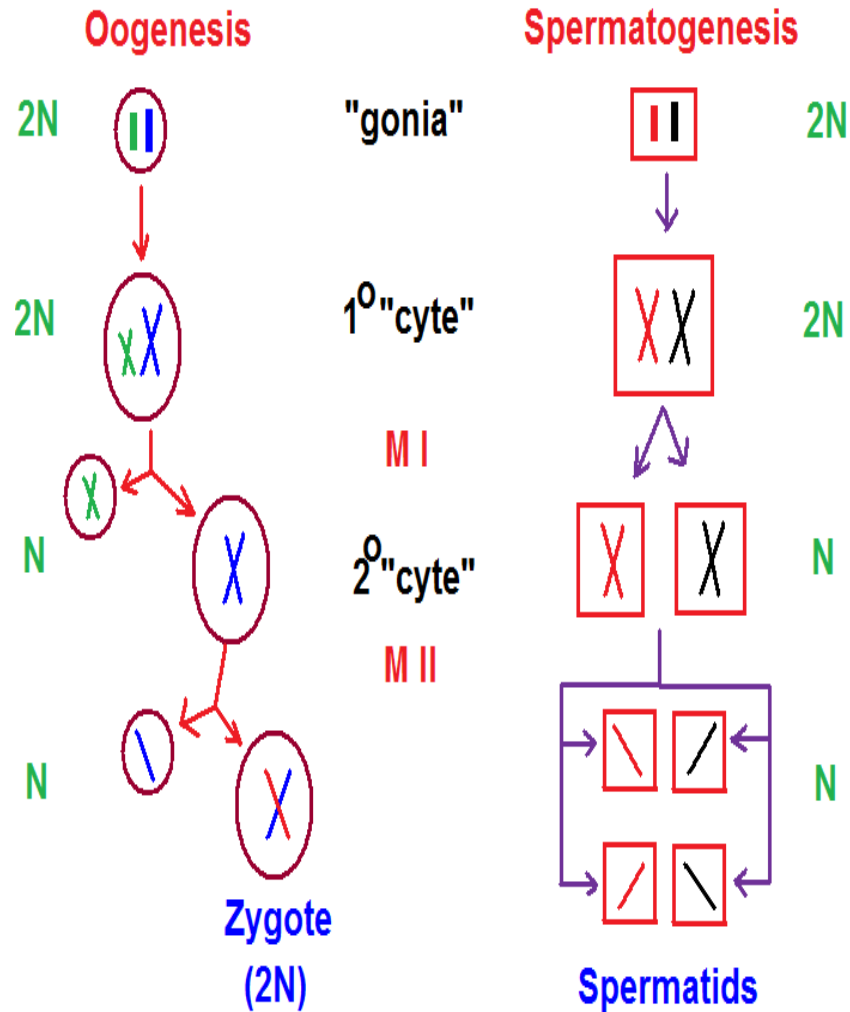 Oogenesis
Spermatogenesis
2N
"gonia"
2N
2N
1º "cyte"
2N
M I
N
2º "cyte"
N
M II
N
N
Zygote
(2N)
Spermatids